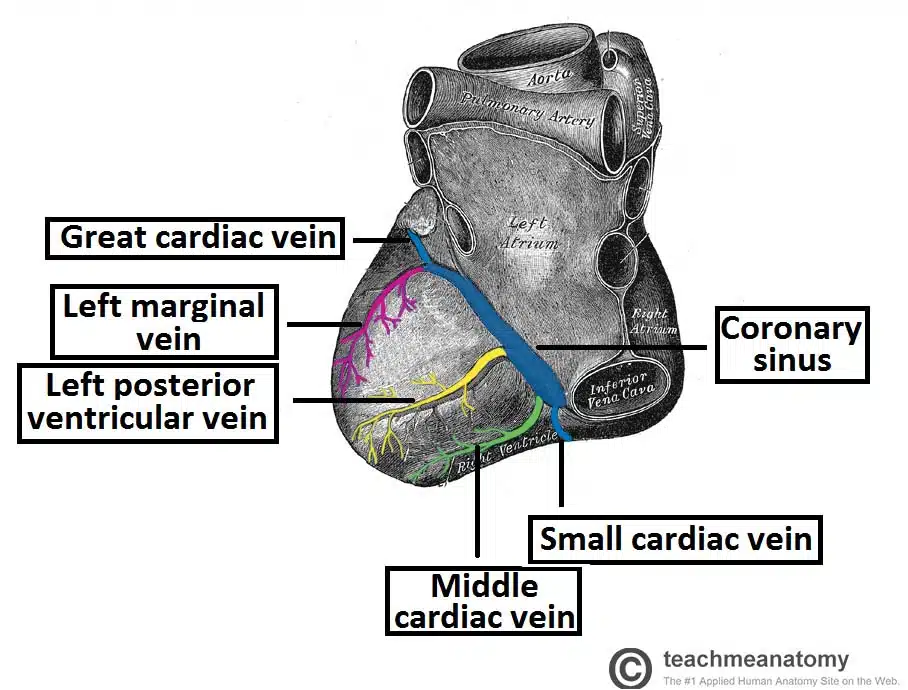 Aorta
Pulmonary Artery
Superior
Vena Cava
Great cardiac vein
Left
Atrium
Left marginal
vein
Right
Atrium
Coronary
sinus
Left posterior
ventricular vein
Inferior
Vena Cava
Right Ventricle
Small cardiac vein
Middle
cardiac vein
© teachmeanatomy
The #1 Applied Human Anatomy Site on the Web.